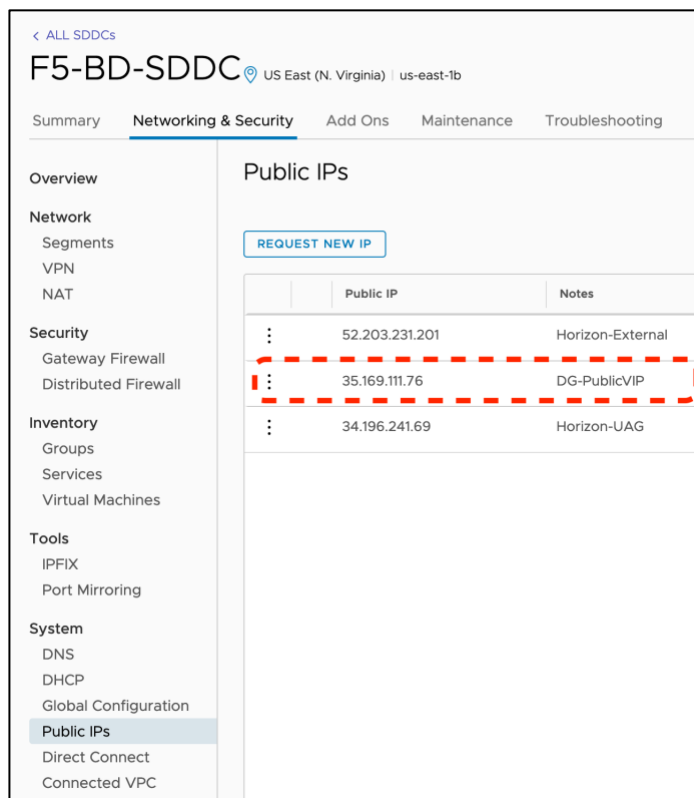 < ALL SDDCs
F5-BD-SDDC US East (N. Virginia) | us-east-1b
Summary Networking & Security Add Ons Maintenance Troubleshooting
Overview
Network
Segments
VPN
NAT
Security
Gateway Firewall
Distributed Firewall
Inventory
Groups
Services
Virtual Machines
Tools
IPFIX
Port Mirroring
System
DNS
DHCP
Global Configuration
Public IPs
Direct Connect
Connected VPC
Public IPs
REQUEST NEW IP
Public IP Notes
52.203.231.201 Horizon-External
35.169.111.76 DG-PublicVIP
34.196.241.69 Horizon-UAG